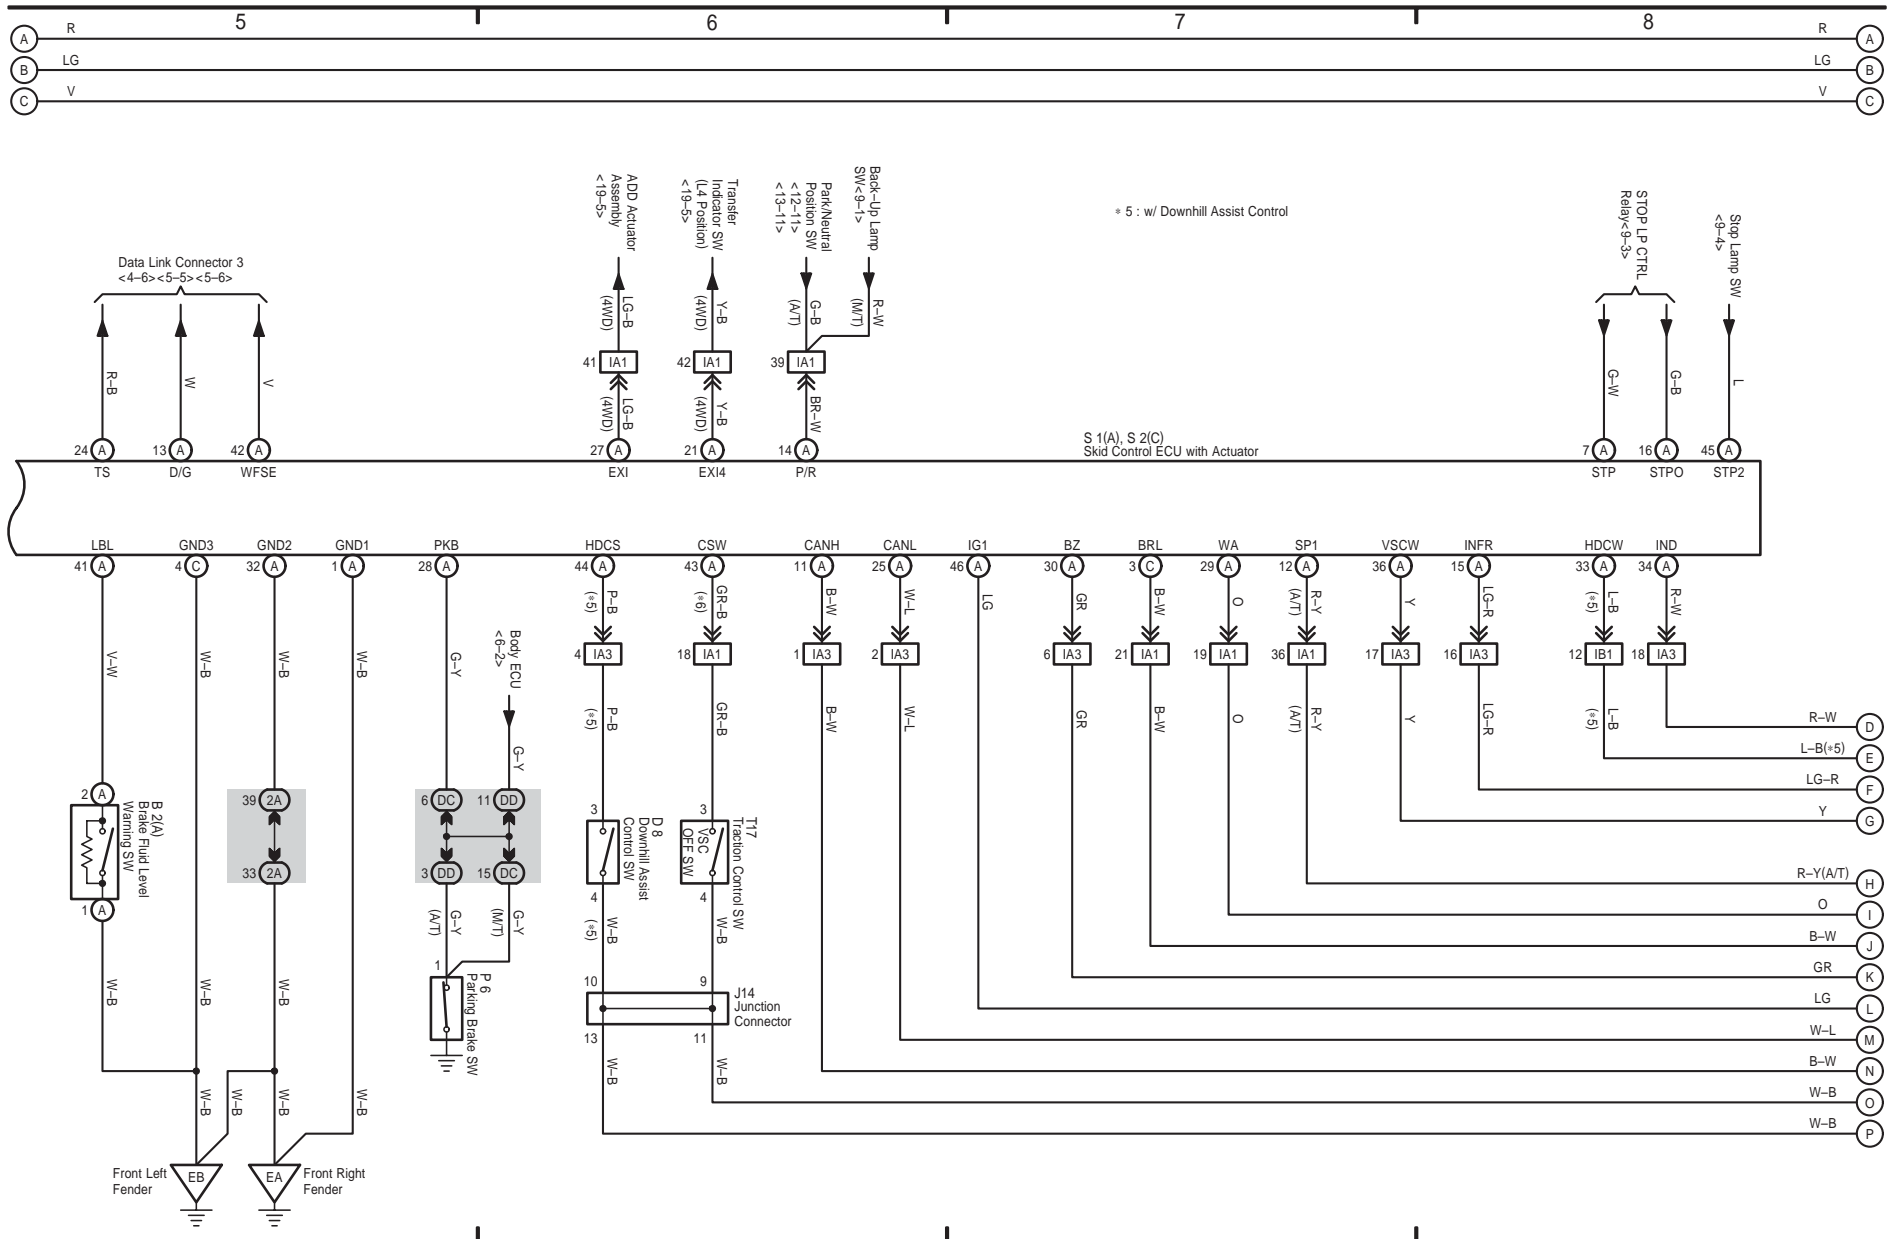 5 6 7 8
A R R A
B LG LG B
C V V C
Data Link Connector 3
<4–6><5–5><5–6>
ADD Actuator
Assembly
<19–5>
Transfer
Indicator SW
(L4 Position)
<19–5>
Park/Neutral
Position SW
<12–11>
<13–11>
Back–Up Lamp
SW<9–1>
∗ 5 : w/ Downhill Assist Control
STOP LP CTRL
Relay<9–3>
Stop Lamp SW
<9–4>
R–B W V
LG–B (4WD) Y–B (4WD) G–B (A/T) R–W (M/T)
41 IA1 42 IA1 39 IA1
LG–B (4WD) Y–B (4WD) BR–W
G–W G–B L
S 1(A), S 2(C)
Skid Control ECU with Actuator
24 A 13 A 42 A 27 A 21 A 14 A 7 A 16 A 45 A
TS D/G WFSE EXI EXI4 P/R STP STPO STP2
LBL GND3 GND2 GND1 PKB HDCS CSW CANH CANL IG1 BZ BRL WA SP1 VSCW INFR HDCW IND
41 A 4 C 32 A 1 A 28 A 44 A 43 A 11 A 25 A 46 A 30 A 3 C 29 A 12 A 36 A 15 A 33 A 34 A
P–B (∗5) GR–B (∗6) B–W W–L LG GR B–W O R–Y (A/T) Y LG–R L–B (∗5) R–W
4 IA3 18 IA1 1 IA3 2 IA3 6 IA3 21 IA1 19 IA1 36 IA1 17 IA3 16 IA3 12 IB1 18 IA3
V–W W–B W–B W–B G–Y
Body ECU
<6–2>
G–Y
P–B (∗5) GR–B B–W W–L GR B–W O R–Y (A/T) Y LG–R L–B (∗5)
R–W D
L–B(∗5) E
LG–R F
Y G
R–Y(A/T) H
O I
B–W J
GR K
LG L
W–L M
B–W N
W–B O
W–B P
2 A
B 2(A)
Brake Fluid Level
Warning SW
1 A
39 2A
33 2A
6 DC 11 DD
3 DD 15 DC
G–Y (A/T) G–Y (M/T)
1
P 6
Parking Brake SW
3
D 8
Downhill Assist
Control SW
4
3
T17
Traction Control SW
VSC
OFF SW
4
W–B (∗5) W–B
10 9
J14
Junction
Connector
13 11
W–B W–B
W–B W–B W–B
W–B W–B W–B W–B
Front Left
Fender
EB
EA
Front Right
Fender